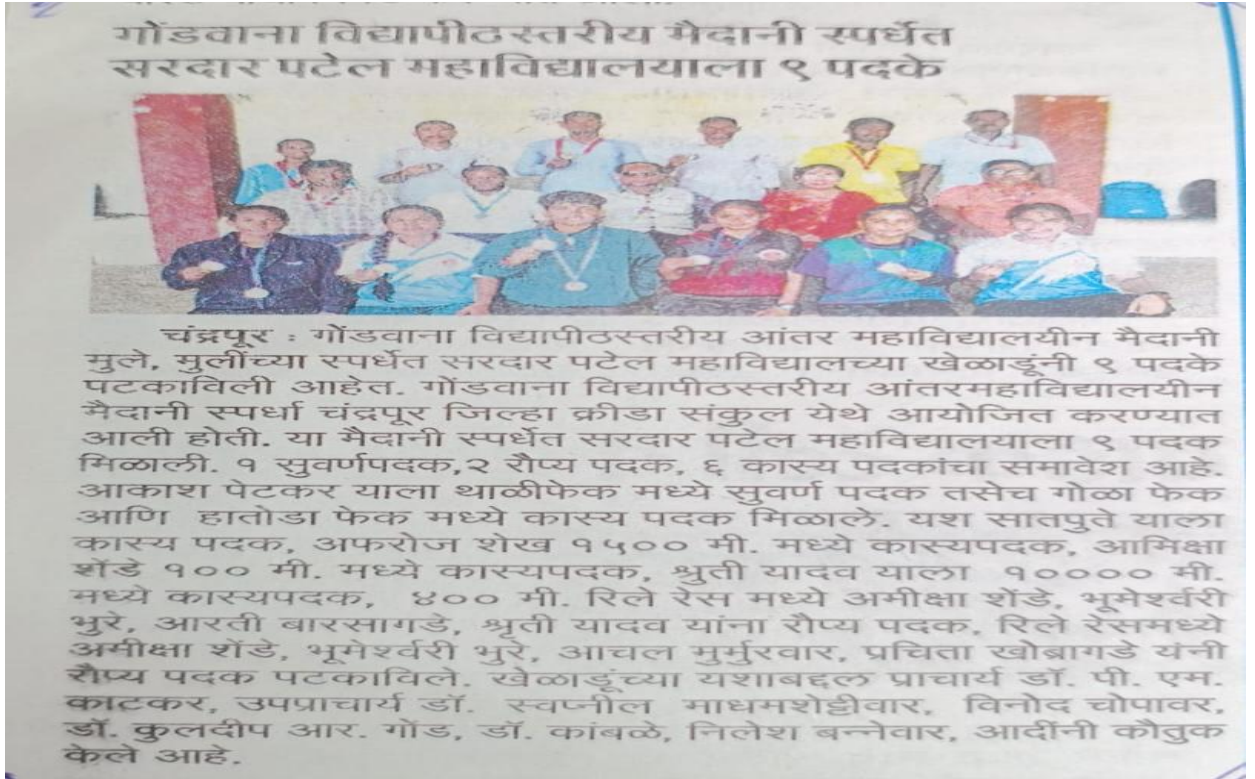 गोंडवाना विद्यापीठस्तरीय मैदानी स्पर्धेत
सरदार पटेल महाविद्यालयाला ९ पदके
चंद्रपूर : गोंडवाना विद्यापीठस्तरीय आंतर महाविद्यालयीन मैदानी
मुले, मुलींच्या स्पर्धेत सरदार पटेल महाविद्यालच्या खेळाडूंनी ९ पदके
पटकाविली आहेत. गोंडवाना विद्यापीठस्तरीय आंतरमहाविद्यालयीन
मैदानी स्पर्धा चंद्रपूर जिल्हा क्रीडा संकुल येथे आयोजित करण्यात
आली होती. या मैदानी स्पर्धेत सरदार पटेल महाविद्यालयाला ९ पदक
मिळाली. १ सुवर्णपदक,२ रौप्य पदक, ६ कास्य पदकांचा समावेश आहे.
आकाश पेटकर याला थाळीफेक मध्ये सुवर्ण पदक तसेच गोळा फेक
आणि हातोडा फेक मध्ये कास्य पदक मिळाले. यश सातपुते याला
कास्य पदक, अफरोज शेख १५०० मी. मध्ये कास्यपदक, आमिक्षा
शेंडे १०० मी. मध्ये कास्यपदक, श्रुती यादव याला १०००० मी.
मध्ये कास्यपदक, ४०० मी. रिले रेस मध्ये अमीक्षा शेंडे, भूमेर्श्वरी
भुरे, आरती बारसागडे, श्रृती यादव यांना रौप्य पदक, रिले रेसमध्ये
अमीक्षा शेंडे, भूमेर्श्वरी भुरे, आचल मुर्मुरवार, प्रचिता खोब्रागडे यंनी
रौप्य पदक पटकाविले. खेळाडूंच्या यशाबद्दल प्राचार्य डॉ. पी. एम.
काटकर, उपप्राचार्य डॉ. स्वप्नील माधमशेट्टीवार, विनोद चोपावर,
डॉ. कुलदीप आर. गोंड, डॉ. कांबळे, निलेश बन्नेवार, आदींनी कौतुक
केले आहे.